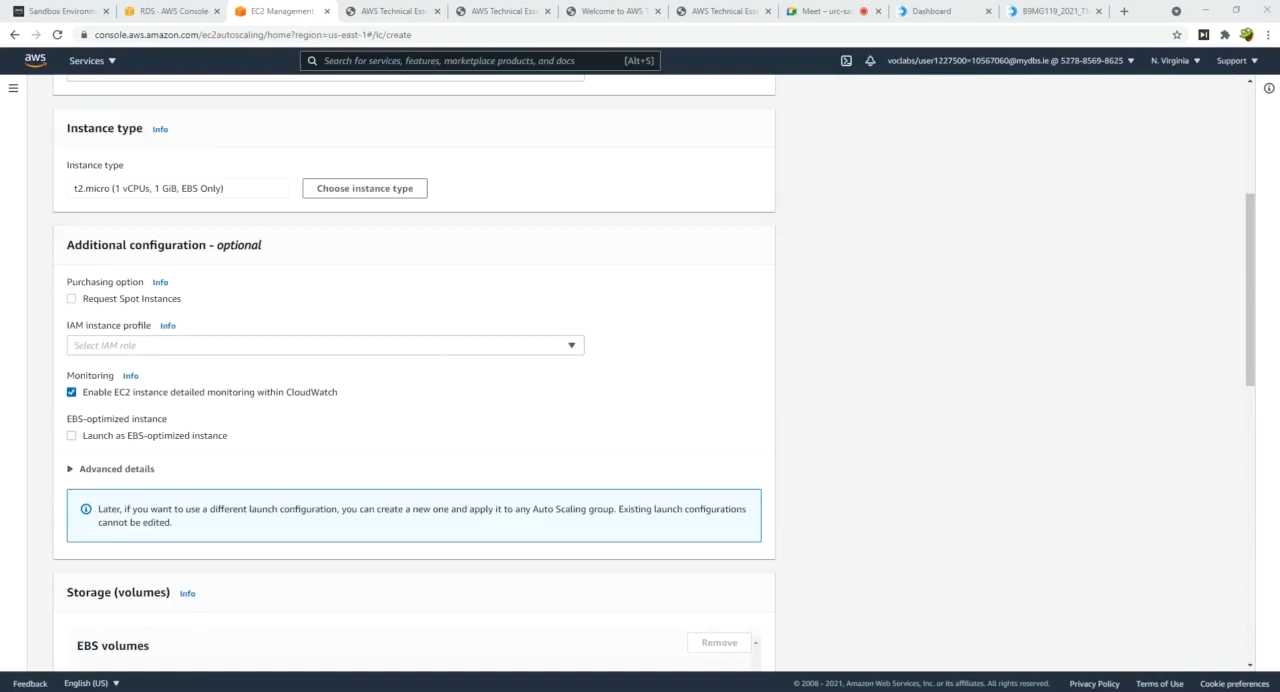 Sandbox Environm
RDS - AWS Console
EC2 Management
AWS Technical Ess
AWS Technical Esse
Welcome to AWS T
AWS Technical Esse
Meet – urc-sao
Dashboard
B9MG119_2021_TM
console.aws.amazon.com/ec2autoscaling/home?region=us-east-1#/lc/create
aws
Services ▼
Search for services, features, marketplace products, and docs
[Alt+S]
voclabs/user1227500=10567060@mydbs.ie @ 5278-8569-8625 ▼
N. Virginia ▼
Support ▼
Instance type Info
Instance type
t2.micro (1 vCPUs, 1 GiB, EBS Only)
Choose instance type
Additional configuration - optional
Purchasing option Info
Request Spot Instances
IAM instance profile Info
Select IAM role
Monitoring Info
Enable EC2 instance detailed monitoring within CloudWatch
EBS-optimized instance
Launch as EBS-optimized instance
Advanced details
Later, if you want to use a different launch configuration, you can create a new one and apply it to any Auto Scaling group. Existing launch configurations
cannot be edited.
Storage (volumes) Info
EBS volumes
Remove
Feedback
English (US) ▼
© 2008 - 2021, Amazon Web Services, Inc. or its affiliates. All rights reserved.
Privacy Policy
Terms of Use
Cookie preferences